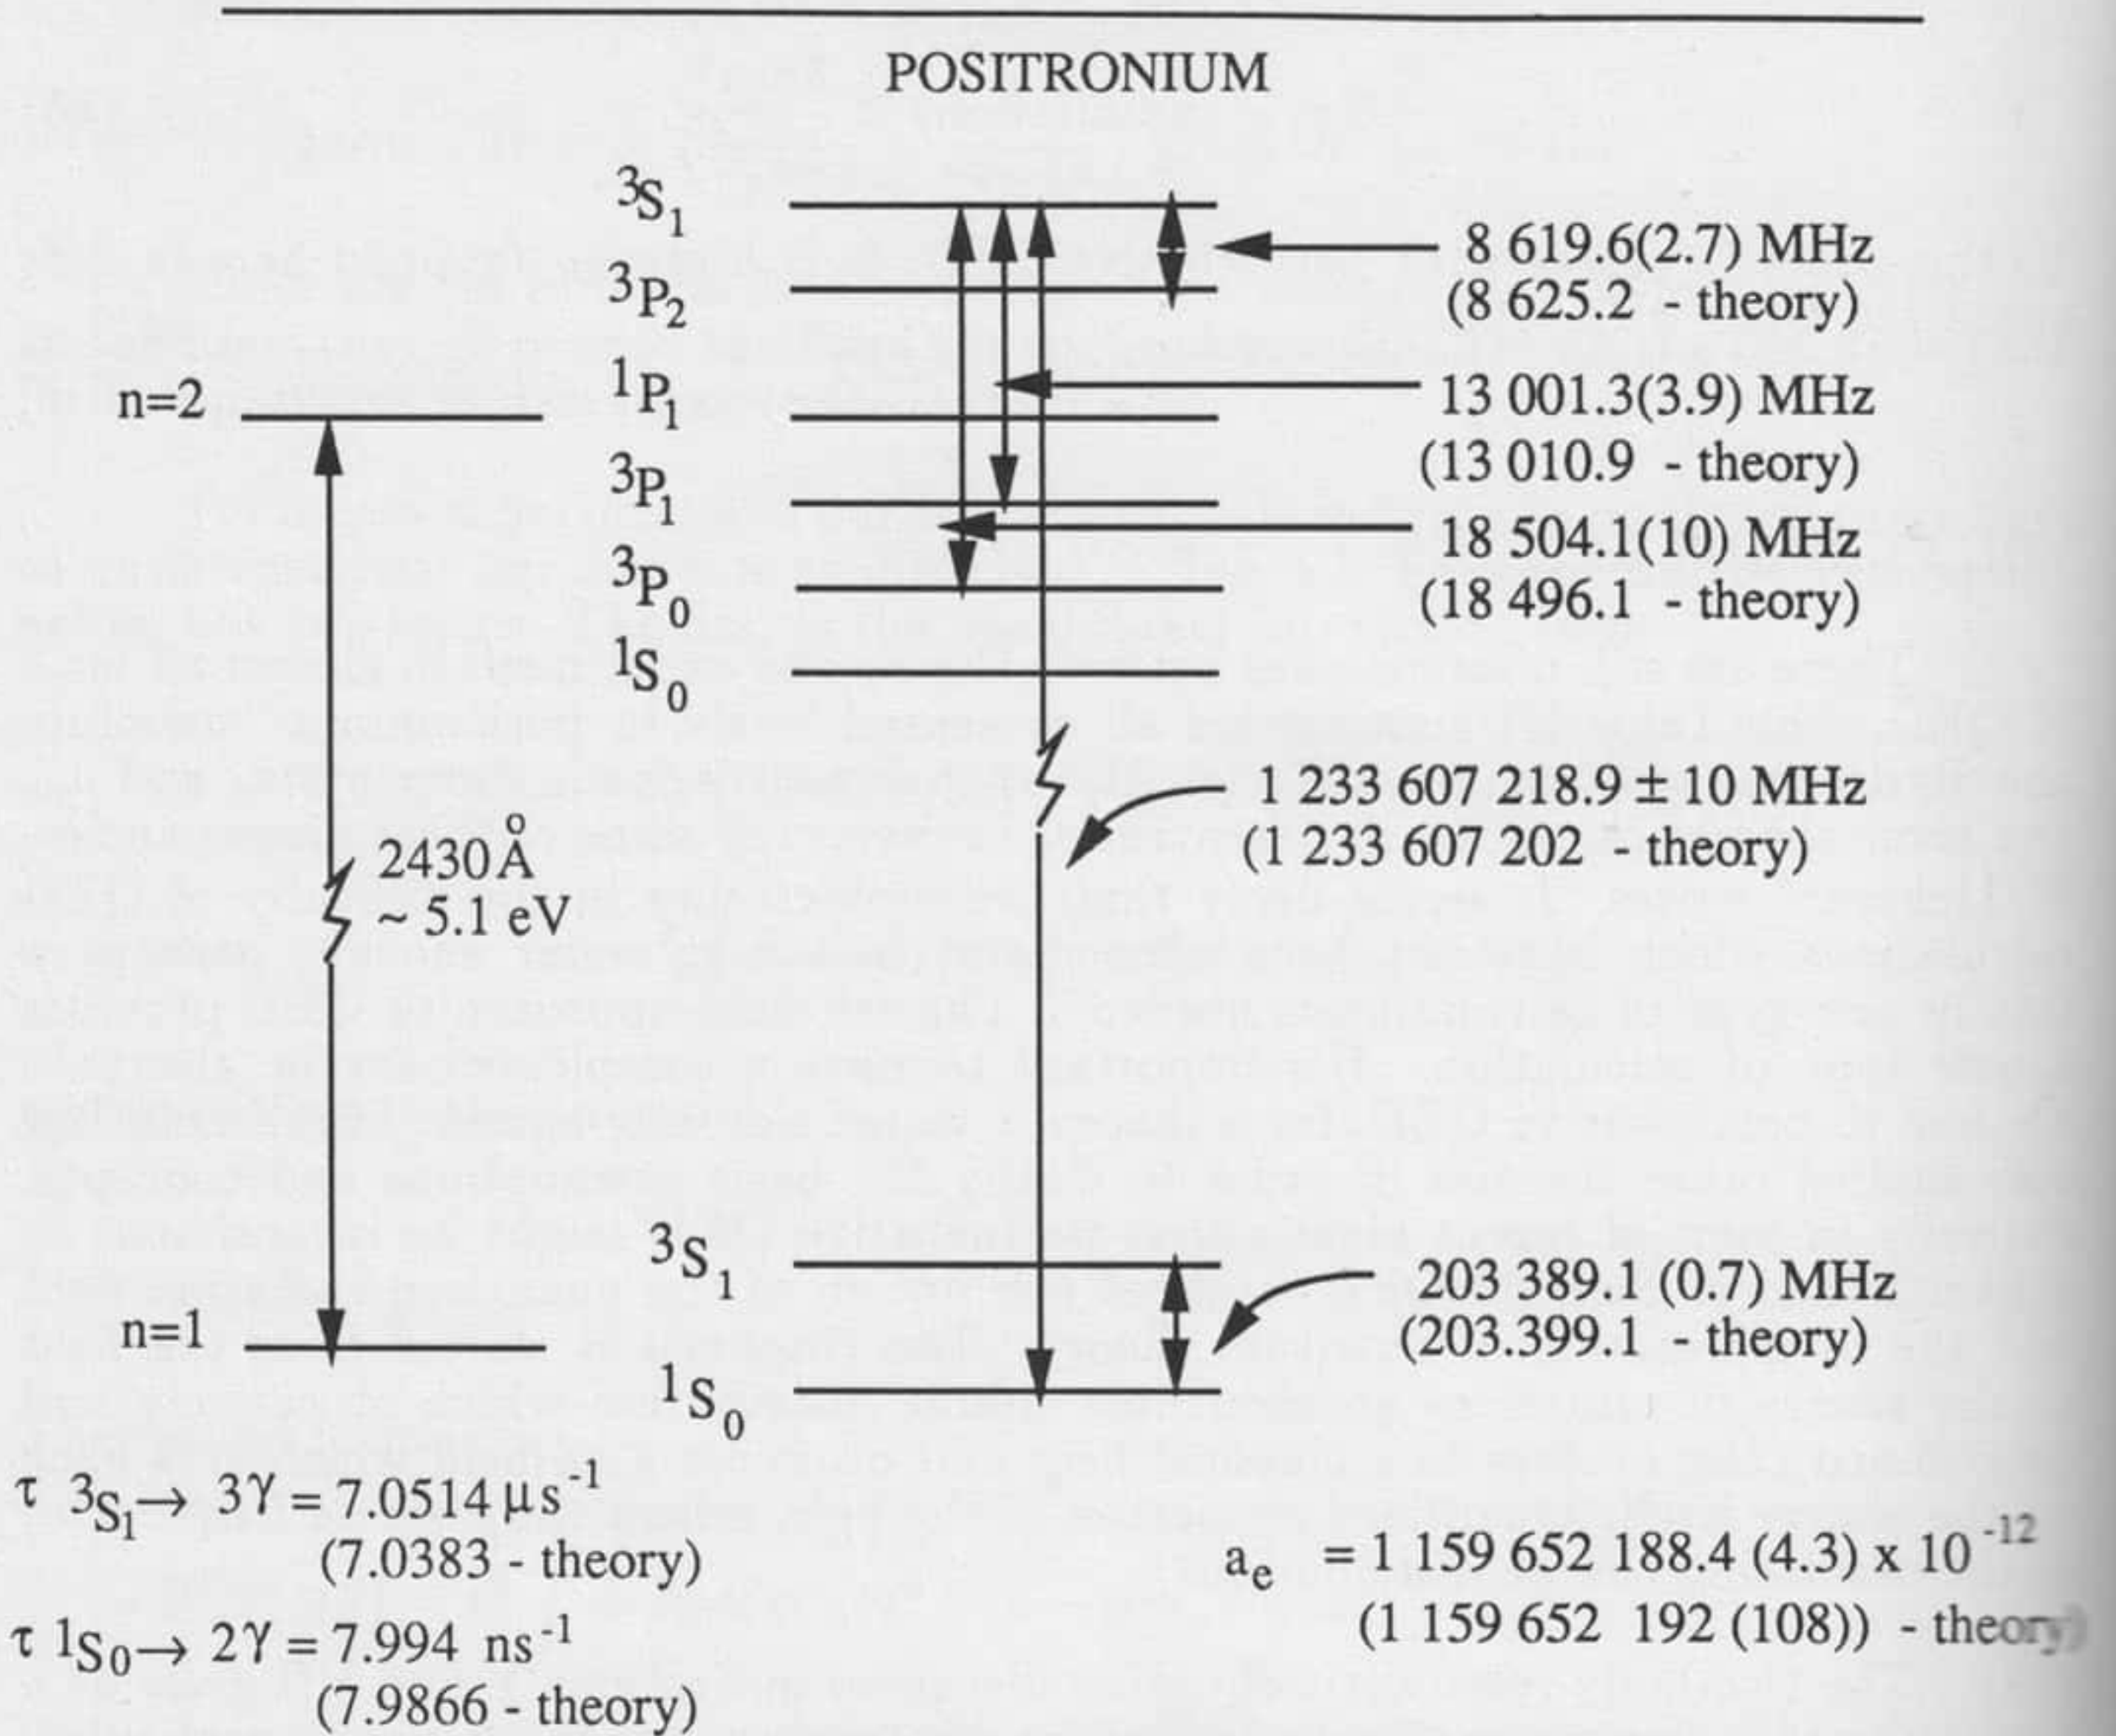 POSITRONIUM
³S₁
³P₂
¹P₁
³P₁
³P₀
¹S₀
8 619.6(2.7) MHz
(8 625.2 - theory)
13 001.3(3.9) MHz
(13 010.9 - theory)
18 504.1(10) MHz
(18 496.1 - theory)
n=2
2430 Å
~ 5.1 eV
n=1
1 233 607 218.9 ± 10 MHz
(1 233 607 202 - theory)
³S₁
¹S₀
203 389.1 (0.7) MHz
(203.399.1 - theory)
τ ³S₁→ 3γ = 7.0514 μs⁻¹
(7.0383 - theory)
τ ¹S₀→ 2γ = 7.994 ns⁻¹
(7.9866 - theory)
aₑ = 1 159 652 188.4 (4.3) x 10⁻¹²
(1 159 652 192 (108)) - theory)